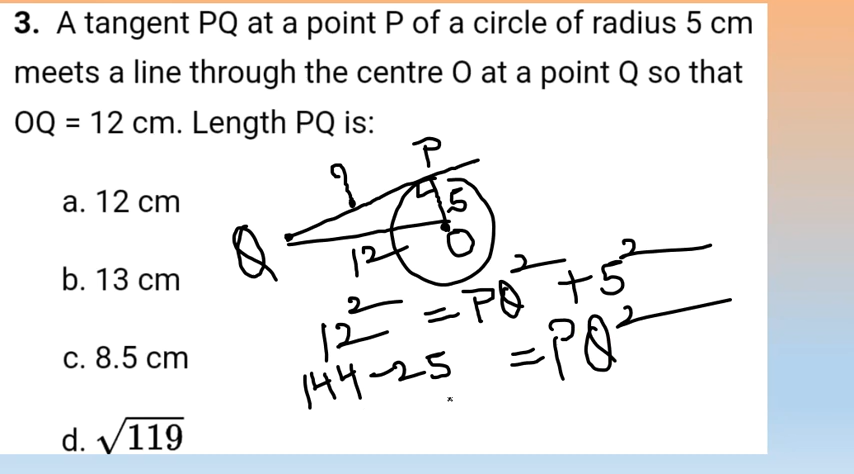 3. A tangent PQ at a point P of a circle of radius 5 cm
meets a line through the centre O at a point Q so that
OQ = 12 cm. Length PQ is:
P
?
a. 12 cm
5
Q
12
O
b. 13 cm
12² = PQ² + 5²
c. 8.5 cm
144-25 = PQ²
d. √119